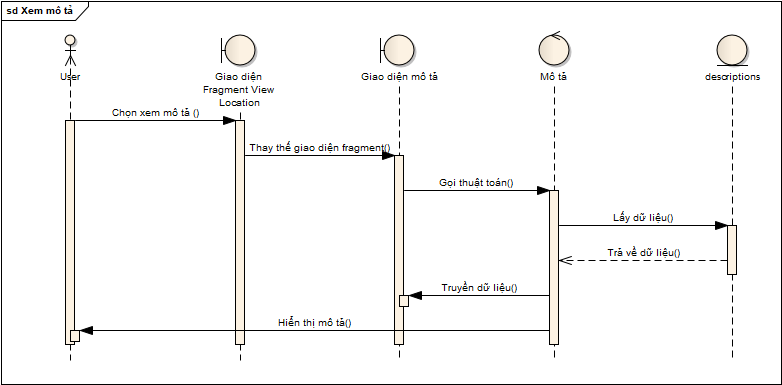 sd Xem mô tả
User
Giao diện
Fragment View
Location
Giao diện mô tả
Mô tả
descriptions
Chọn xem mô tả ()
Thay thế giao diện fragment()
Gọi thuật toán()
Lấy dữ liệu()
Trả về dữ liệu()
Truyền dữ liệu()
Hiển thị mô tả()